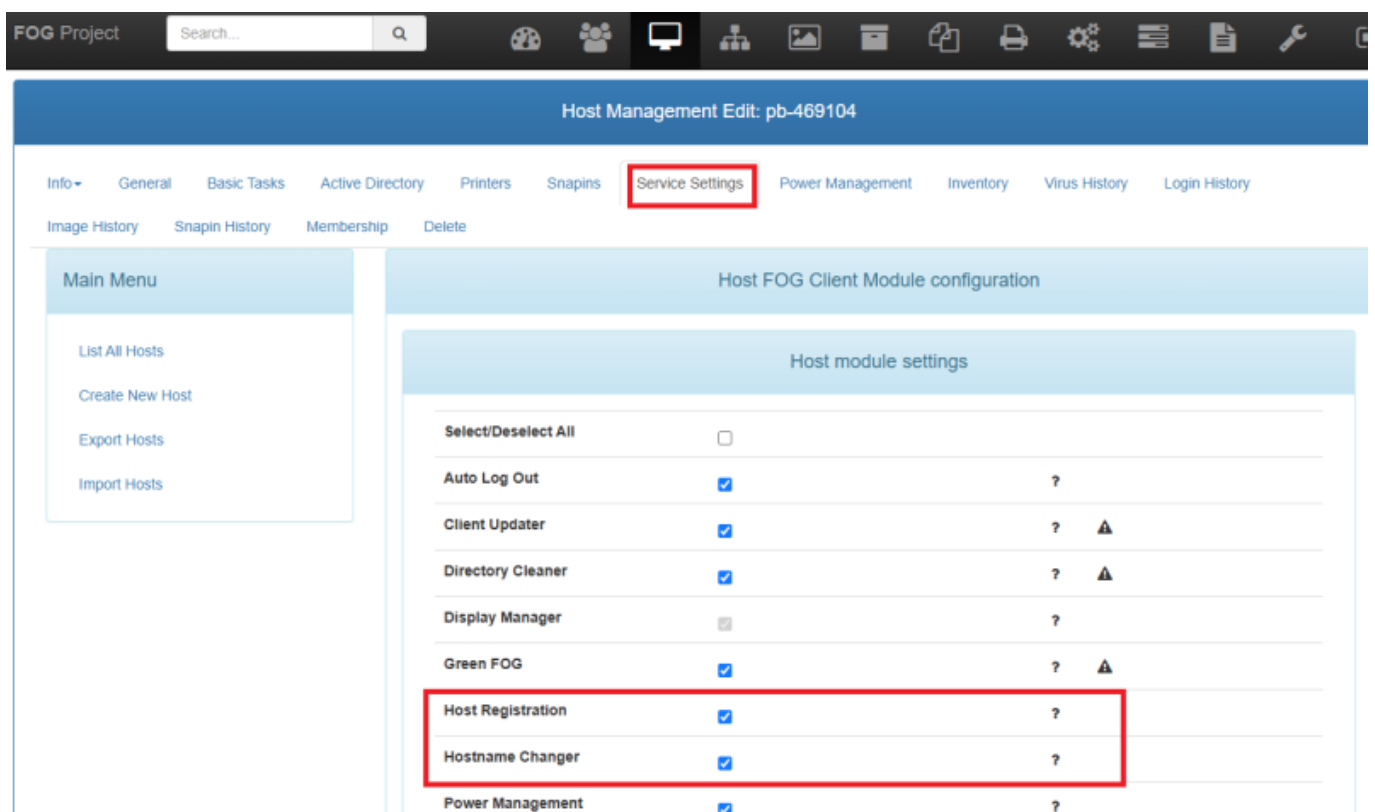 FOG Project Search...
Host Management Edit: pb-469104
Info General Basic Tasks Active Directory Printers Snapins Service Settings Power Management Inventory Virus History Login History
Image History Snapin History Membership Delete
Main Menu
Host FOG Client Module configuration
List All Hosts
Create New Host
Export Hosts
Import Hosts
Host module settings
Select/Deselect All
Auto Log Out ?
Client Updater ?
Directory Cleaner ?
Display Manager ?
Green FOG ?
Host Registration ?
Hostname Changer ?
Power Management ?